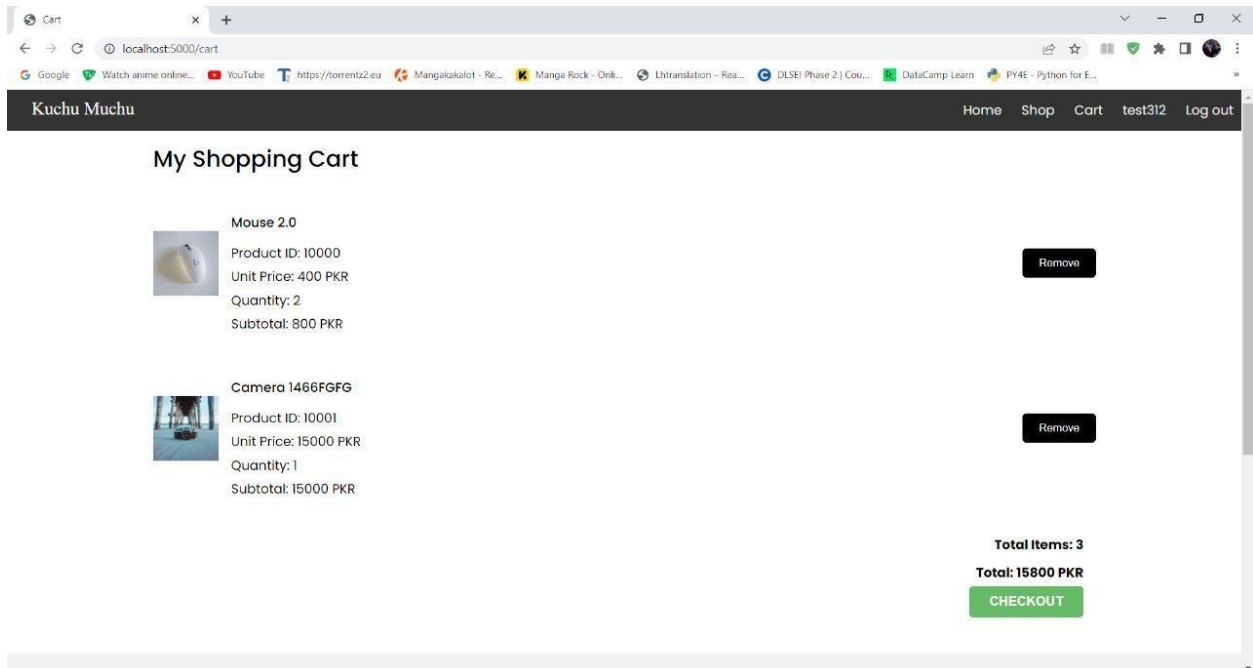 Cart
localhost:5000/cart
Google Watch anime online... YouTube https://torrentz2.eu Mangakakalot - Re... Manga Rock - Onli... Lhtranslation – Rea... DLSEI Phase 2 | Cou... DataCamp Learn PY4E - Python for E...
Kuchu Muchu Home Shop Cart test312 Log out
My Shopping Cart
Mouse 2.0
Product ID: 10000
Unit Price: 400 PKR
Remove
Quantity: 2
Subtotal: 800 PKR
Camera 1466FGFG
Product ID: 10001
Unit Price: 15000 PKR
Remove
Quantity: 1
Subtotal: 15000 PKR
Total Items: 3
Total: 15800 PKR
CHECKOUT